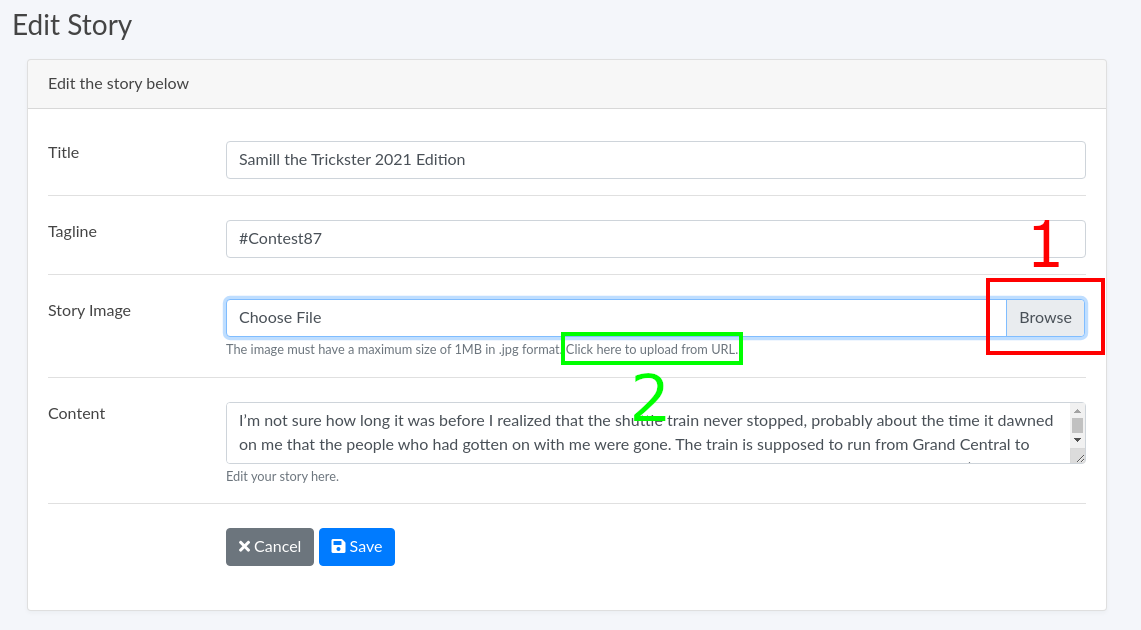 Edit Story
Edit the story below
Title
Samill the Trickster 2021 Edition
Tagline
#Contest87
1
Story Image
Choose File
Browse
The image must have a maximum size of 1MB in .jpg format. Click here to upload from URL.
2
Content
I’m not sure how long it was before I realized that the shuttle train never stopped, probably about the time it dawned
on me that the people who had gotten on with me were gone. The train is supposed to run from Grand Central to
Edit your story here.
Cancel
Save